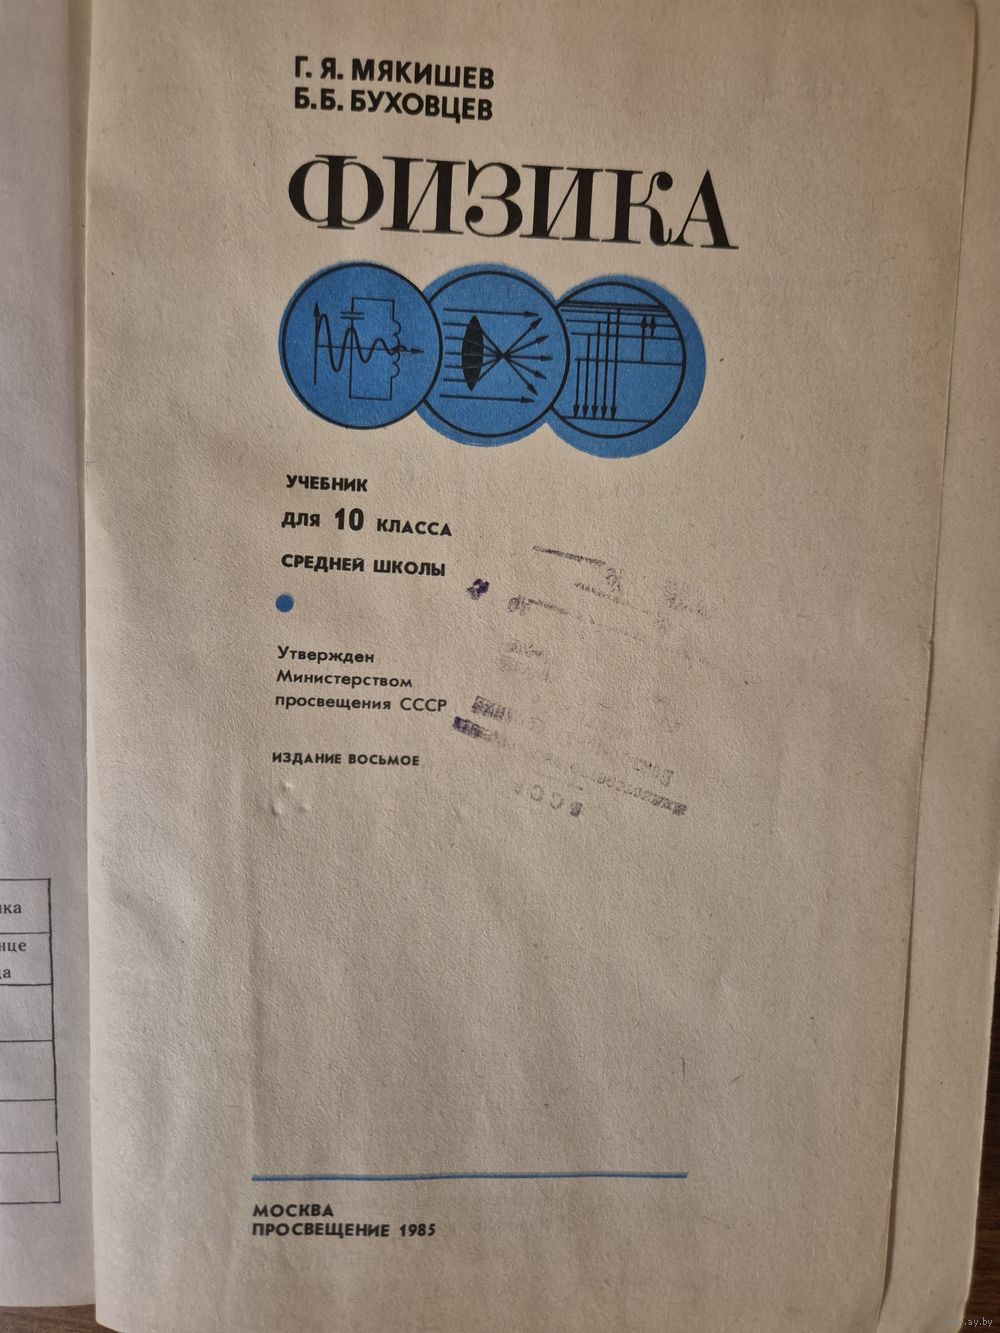 Г. Я. МЯКИШЕВ
Б. Б. БУХОВЦЕВ
ФИЗИКА
УЧЕБНИК
ДЛЯ 10 КЛАССА
СРЕДНЕЙ ШКОЛЫ
Утвержден
Министерством
просвещения СССР
ИЗДАНИЕ ВОСЬМОЕ
МОСКВА
ПРОСВЕЩЕНИЕ 1985